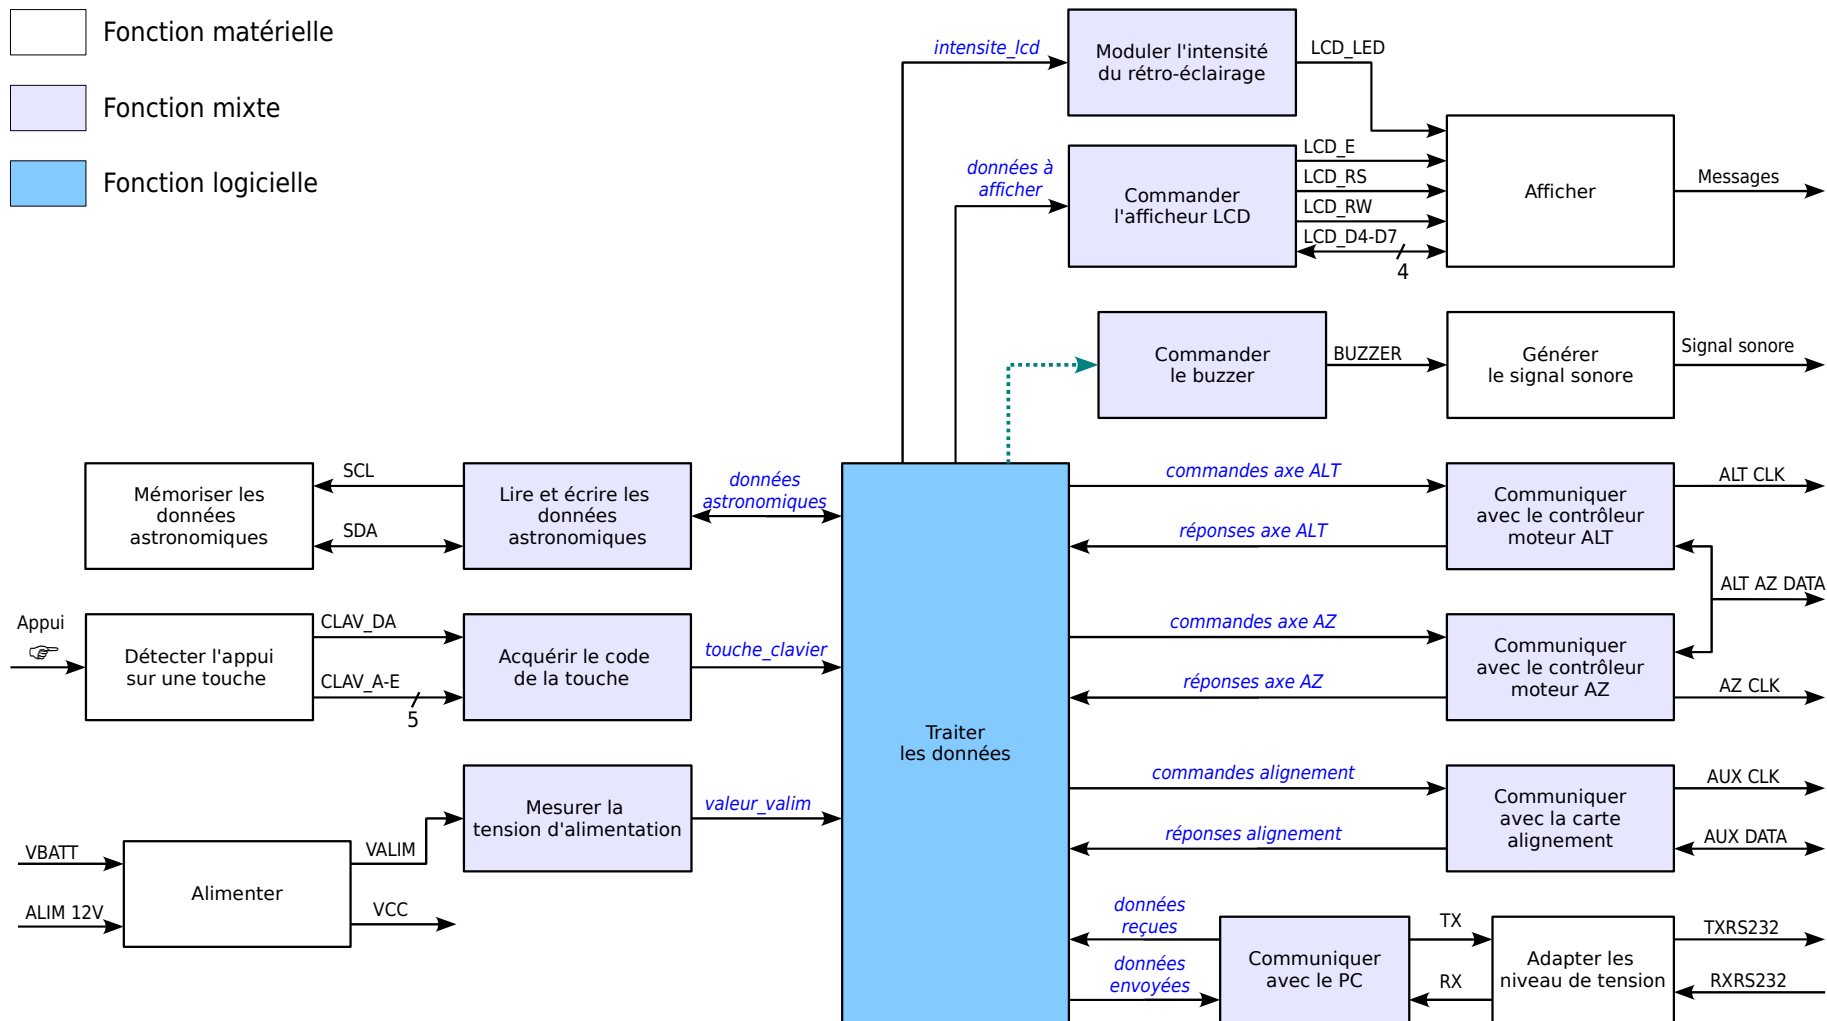 Fonction matérielle
Fonction mixte
Fonction logicielle
intensite_lcd
Moduler l'intensité
du rétro-éclairage
LCD_LED
données à
afficher
Commander
l'afficheur LCD
LCD_E
LCD_RS
LCD_RW
LCD_D4-D7
4
Afficher
Messages
Commander
le buzzer
BUZZER
Générer
le signal sonore
Signal sonore
Mémoriser les
données
astronomiques
SCL
SDA
Lire et écrire les
données
astronomiques
données
astronomiques
commandes axe ALT
réponses axe ALT
Communiquer
avec le contrôleur
moteur ALT
ALT CLK
ALT AZ DATA
Appui
Détecter l'appui
sur une touche
CLAV_DA
CLAV_A-E
5
Acquérir le code
de la touche
touche_clavier
commandes axe AZ
réponses axe AZ
Communiquer
avec le contrôleur
moteur AZ
AZ CLK
Traiter
les données
Mesurer la
tension d'alimentation
valeur_valim
commandes alignement
réponses alignement
Communiquer
avec la carte
alignement
AUX CLK
AUX DATA
VBATT
ALIM 12V
Alimenter
VALIM
VCC
données
reçues
données
envoyées
Communiquer
avec le PC
TX
RX
Adapter les
niveau de tension
TXRS232
RXRS232